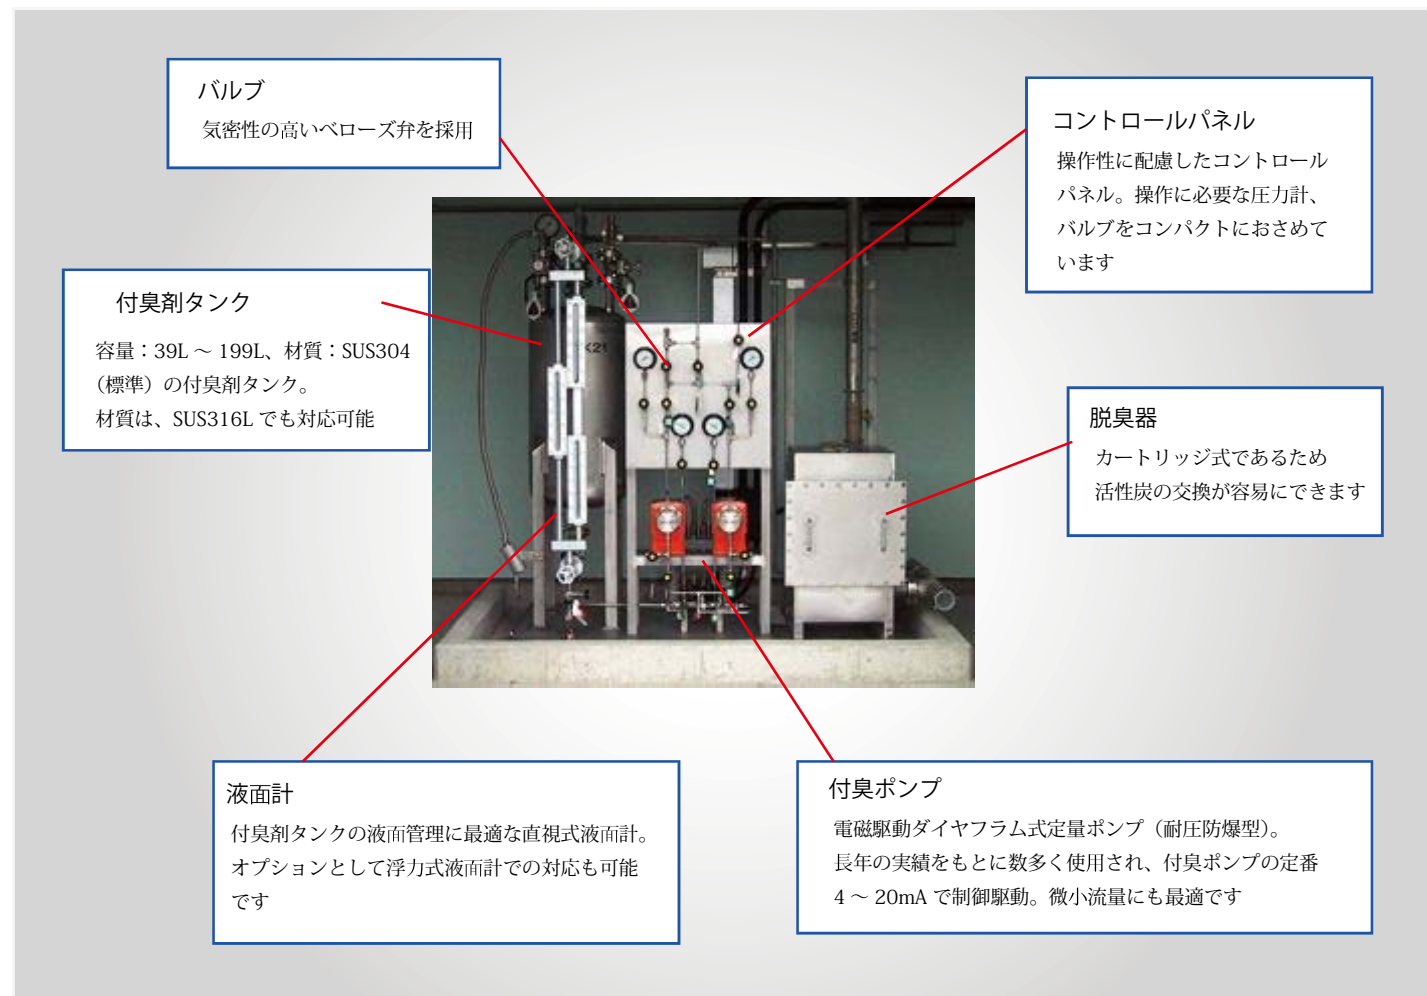 バルブ
気密性の高いベローズ弁を採用
コントロールパネル
操作性に配慮したコントロール
パネル。操作に必要な圧力計、
バルブをコンパクトにおさめて
います
付臭剤タンク
容量：39L ～ 199L、材質：SUS304
（標準）の付臭剤タンク。
材質は、SUS316L でも対応可能
脱臭器
カートリッジ式であるため
活性炭の交換が容易にできます
液面計
付臭剤タンクの液面管理に最適な直視式液面計。
オプションとして浮力式液面計での対応も可能
です
付臭ポンプ
電磁駆動ダイヤフラム式定量ポンプ（耐圧防爆型）。
長年の実績をもとに数多く使用され、付臭ポンプの定番
4 ～ 20mA で制御駆動。微小流量にも最適です